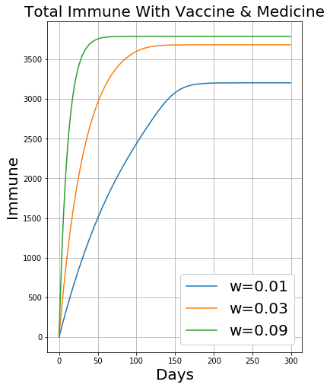 Total Immune With Vaccine & Medicine
3500
3000
2500
2000
1500
1000
500
0
Immune
0 50 100 150 200 250 300
Days
w=0.01
w=0.03
w=0.09